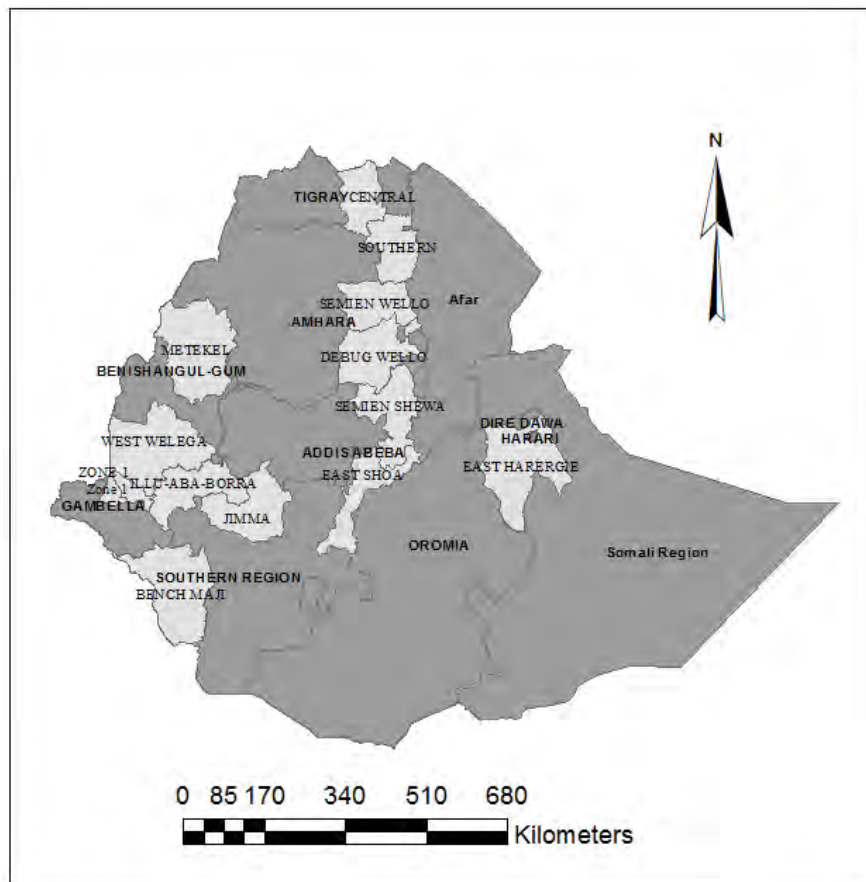 N
TIGRAY CENTRAL
SOUTHERN
SEMIEN WELLO
Afar
AMHARA
METEKEL
DEBUG WELLO
BENISHANGUL-GUM
SEMIEN SHEWA
DIRE DAWA
WEST WELEGA
HARARI
ADDIS ABEBA
EAST HARERGIE
ZONE 1
EAST SHOA
ILLU-ABA-BORRA
Zone 1
GAMBELLA
JIMMA
OROMIA
Somali Region
SOUTHERN REGION
BENCH MAJI
0 85 170 340 510 680
Kilometers